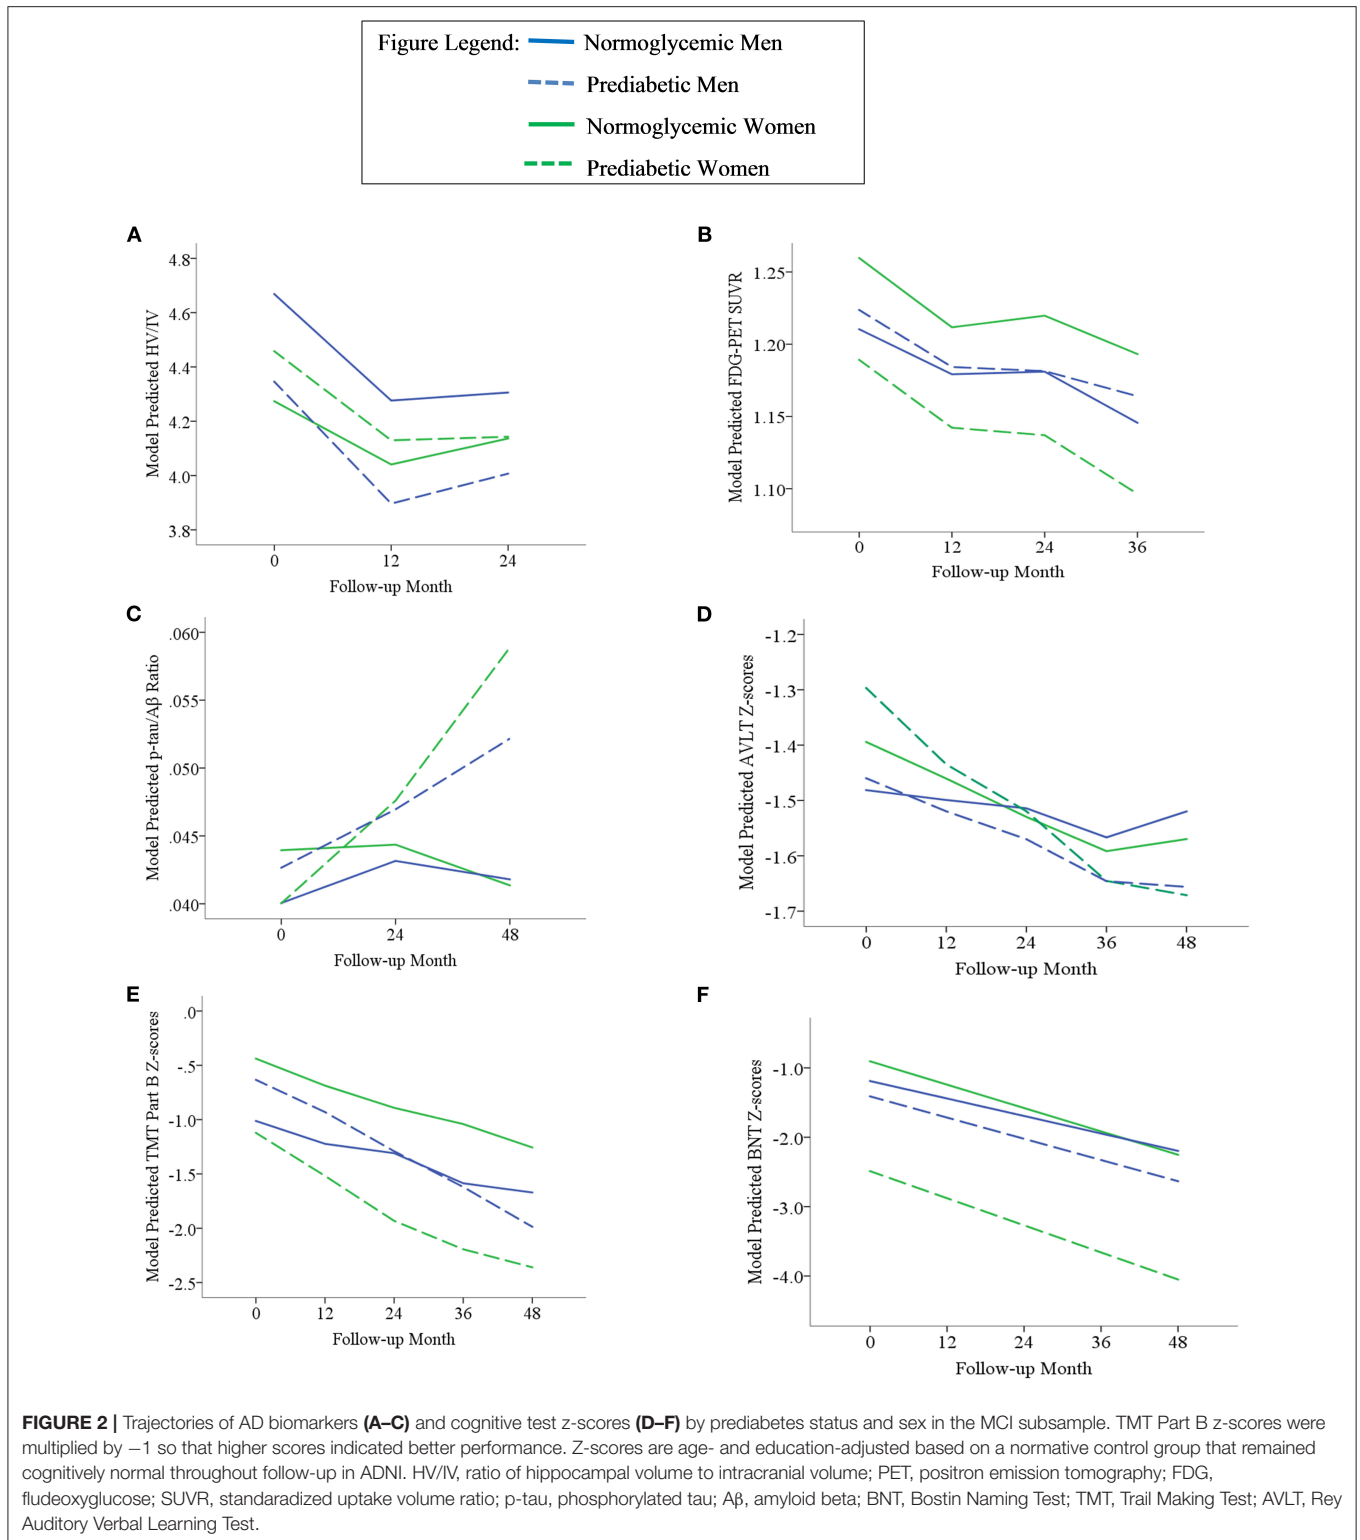 Figure Legend:
Normoglycemic Men
Prediabetic Men
Normoglycemic Women
Prediabetic Women
A
Model Predicted HV/IV
4.8
4.6
4.4
4.2
4.0
3.8
0 12 24
Follow-up Month
B
Model Predicted FDG-PET SUVR
1.25
1.20
1.15
1.10
0 12 24 36
Follow-up Month
C
Model Predicted p-tau/Aβ Ratio
.060
.055
.050
.045
.040
0 24 48
Follow-up Month
D
Model Predicted AVLT Z-scores
-1.2
-1.3
-1.4
-1.5
-1.6
-1.7
0 12 24 36 48
Follow-up Month
E
Model Predicted TMT Part B Z-scores
.0
-.5
-1.0
-1.5
-2.0
-2.5
0 12 24 36 48
Follow-up Month
F
Model Predicted BNT Z-scores
-1.0
-2.0
-3.0
-4.0
0 12 24 36 48
Follow-up Month
FIGURE 2 | Trajectories of AD biomarkers (A–C) and cognitive test z-scores (D–F) by prediabetes status and sex in the MCI subsample. TMT Part B z-scores were
multiplied by −1 so that higher scores indicated better performance. Z-scores are age- and education-adjusted based on a normative control group that remained
cognitively normal throughout follow-up in ADNI. HV/IV, ratio of hippocampal volume to intracranial volume; PET, positron emission tomography; FDG,
fludeoxyglucose; SUVR, standaradized uptake volume ratio; p-tau, phosphorylated tau; Aβ, amyloid beta; BNT, Bostin Naming Test; TMT, Trail Making Test; AVLT, Rey
Auditory Verbal Learning Test.